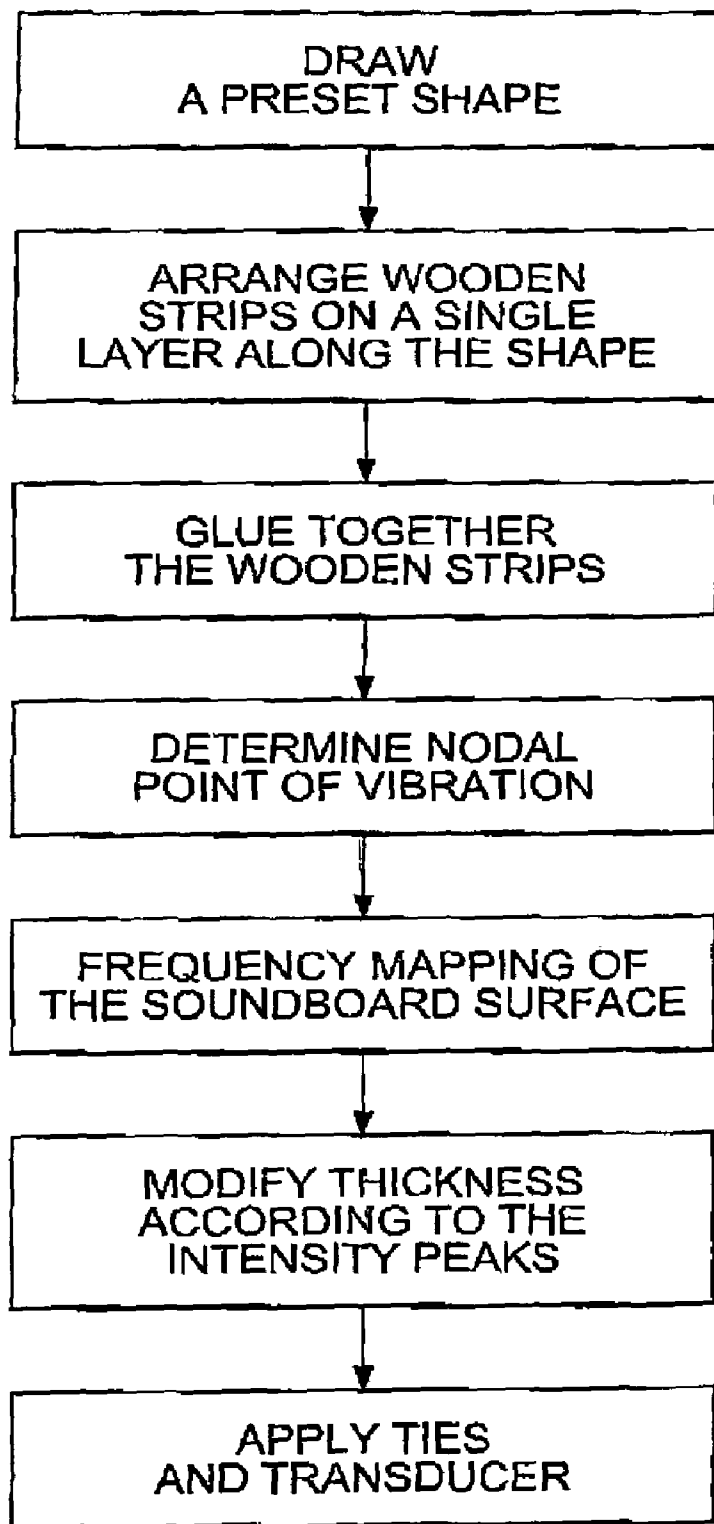 DRAW
A PRESET SHAPE
ARRANGE WOODEN
STRIPS ON A SINGLE
LAYER ALONG THE SHAPE
GLUE TOGETHER
THE WOODEN STRIPS
DETERMINE NODAL
POINT OF VIBRATION
FREQUENCY MAPPING OF
THE SOUNDBOARD SURFACE
MODIFY THICKNESS
ACCORDING TO THE
INTENSITY PEAKS
APPLY TIES
AND TRANSDUCER